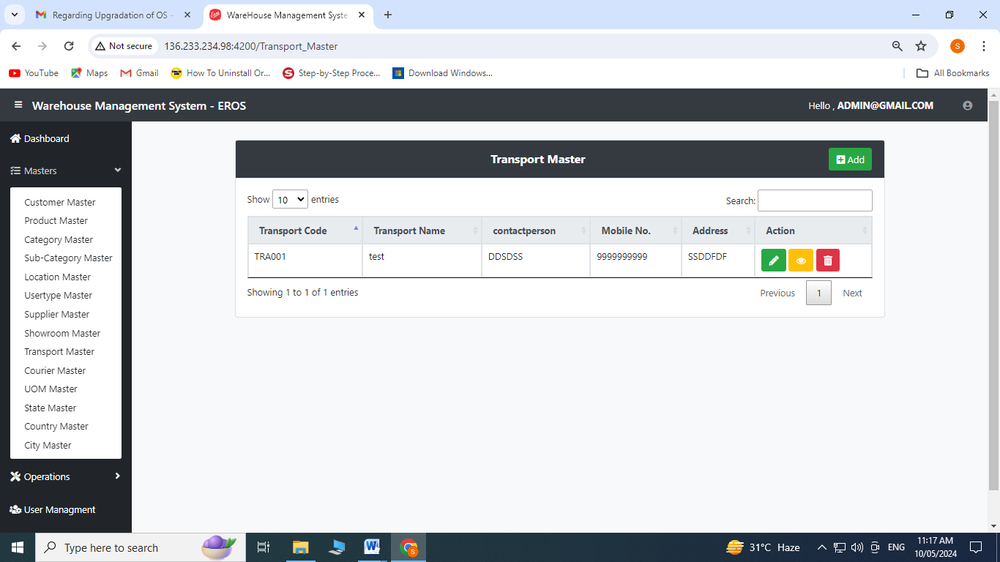 Regarding Upgradation of OS -
WareHouse Management Syste
Not secure
136.233.234.98:4200/Transport_Master
S
YouTube
Maps
Gmail
How To Uninstall Or...
Step-by-Step Proce...
Download Windows...
All Bookmarks
Warehouse Management System - EROS
Hello , ADMIN@GMAIL.COM
Dashboard
Masters
Customer Master
Product Master
Category Master
Sub-Category Master
Location Master
Usertype Master
Supplier Master
Showroom Master
Transport Master
Courier Master
UOM Master
State Master
Country Master
City Master
Operations
User Managment
Transport Master
Add
Show 10 entries
Search:
Transport Code Transport Name contactperson Mobile No. Address Action
TRA001 test DDSDSS 9999999999 SSDDFDF
Showing 1 to 1 of 1 entries
Previous 1 Next
Type here to search
31°C Haze
ENG
11:17 AM
10/05/2024